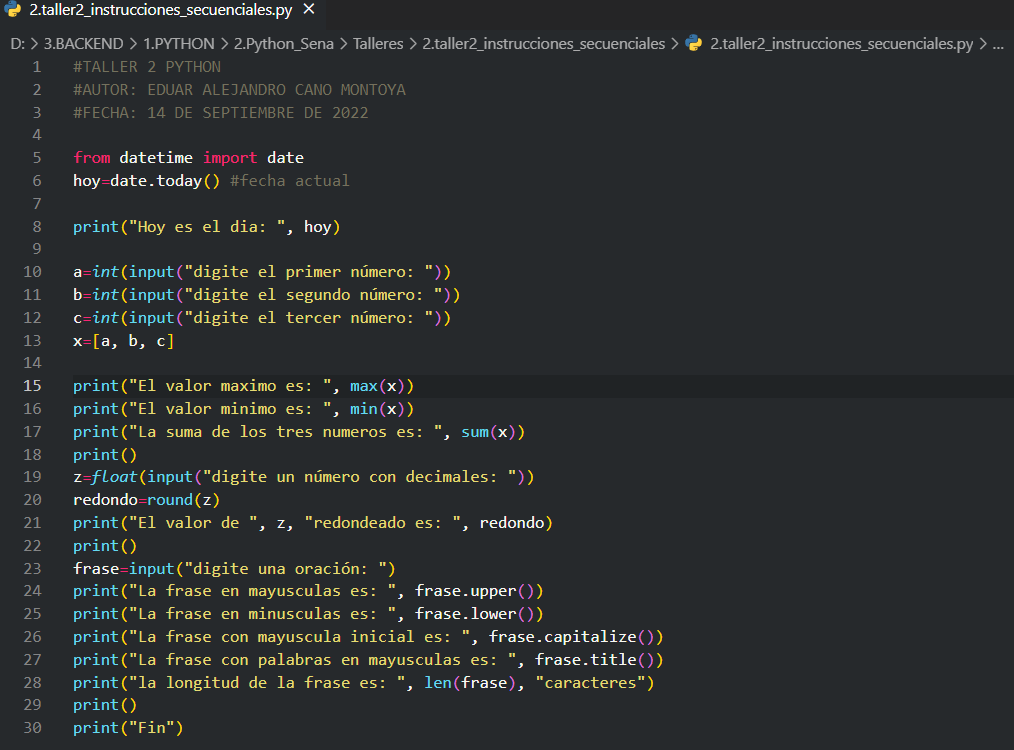 2.taller2_instrucciones_secuenciales.py ×
D: > 3.BACKEND > 1.PYTHON > 2.Python_Sena > Talleres > 2.taller2_instrucciones_secuenciales > 2.taller2_instrucciones_secuenciales.py > ...
1 #TALLER 2 PYTHON
2 #AUTOR: EDUAR ALEJANDRO CANO MONTOYA
3 #FECHA: 14 DE SEPTIEMBRE DE 2022
4
5 from datetime import date
6 hoy=date.today() #fecha actual
7
8 print("Hoy es el dia: ", hoy)
9
10 a=int(input("digite el primer número: "))
11 b=int(input("digite el segundo número: "))
12 c=int(input("digite el tercer número: "))
13 x=[a, b, c]
14
15 print("El valor maximo es: ", max(x))
16 print("El valor minimo es: ", min(x))
17 print("La suma de los tres numeros es: ", sum(x))
18 print()
19 z=float(input("digite un número con decimales: "))
20 redondo=round(z)
21 print("El valor de ", z, "redondeado es: ", redondo)
22 print()
23 frase=input("digite una oración: ")
24 print("La frase en mayusculas es: ", frase.upper())
25 print("La frase en minusculas es: ", frase.lower())
26 print("La frase con mayuscula inicial es: ", frase.capitalize())
27 print("La frase con palabras en mayusculas es: ", frase.title())
28 print("la longitud de la frase es: ", len(frase), "caracteres")
29 print()
30 print("Fin")